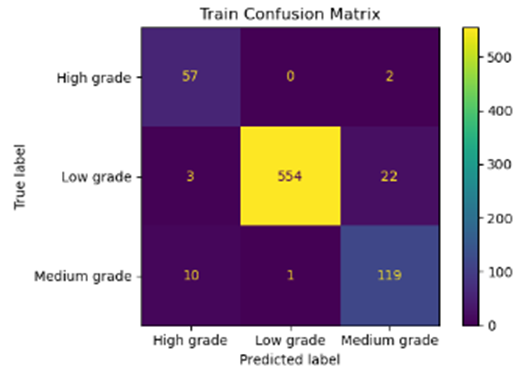 Train Confusion Matrix
True label
High grade 57 0 2
Low grade 3 554 22
Medium grade 10 1 119
High grade Low grade Medium grade
Predicted label
500
400
300
200
100
0